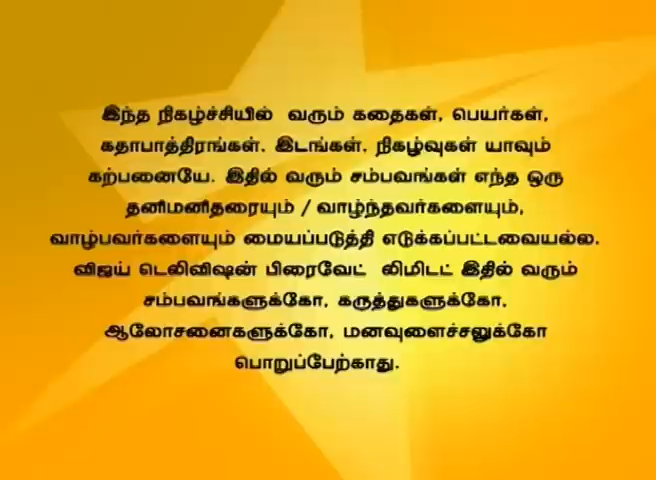 இந்த நிகழ்ச்சியில் வரும் கதைகள், பெயர்கள்,
கதாபாத்திரங்கள். இடங்கள். நிகழ்வுகள் யாவும்
கற்பனையே. இதில் வரும் சம்பவங்கள் எந்த ஒரு
தனிமனிதரையும் / வாழ்ந்தவர்களையும்,
வாழ்பவர்களையும் மையப்படுத்தி எடுக்கப்பட்டவையல்ல.
விஜய் டெலிவிஷன் பிரைவேட் லிமிடட் இதில் வரும்
சம்பவங்களுக்கோ, கருத்துகளுக்கோ,
ஆலோசனைகளுக்கோ, மனவுளைச்சலுக்கோ
பொறுப்பேற்காது.